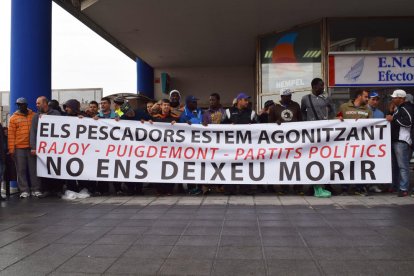 E.N.C
Efecto
HEMPEL
ELS PESCADORS ESTEM AGONITZANT
RAJOY - PUIGDEMONT - PARTITS POLÍTICS
NO ENS DEIXEU MORIR